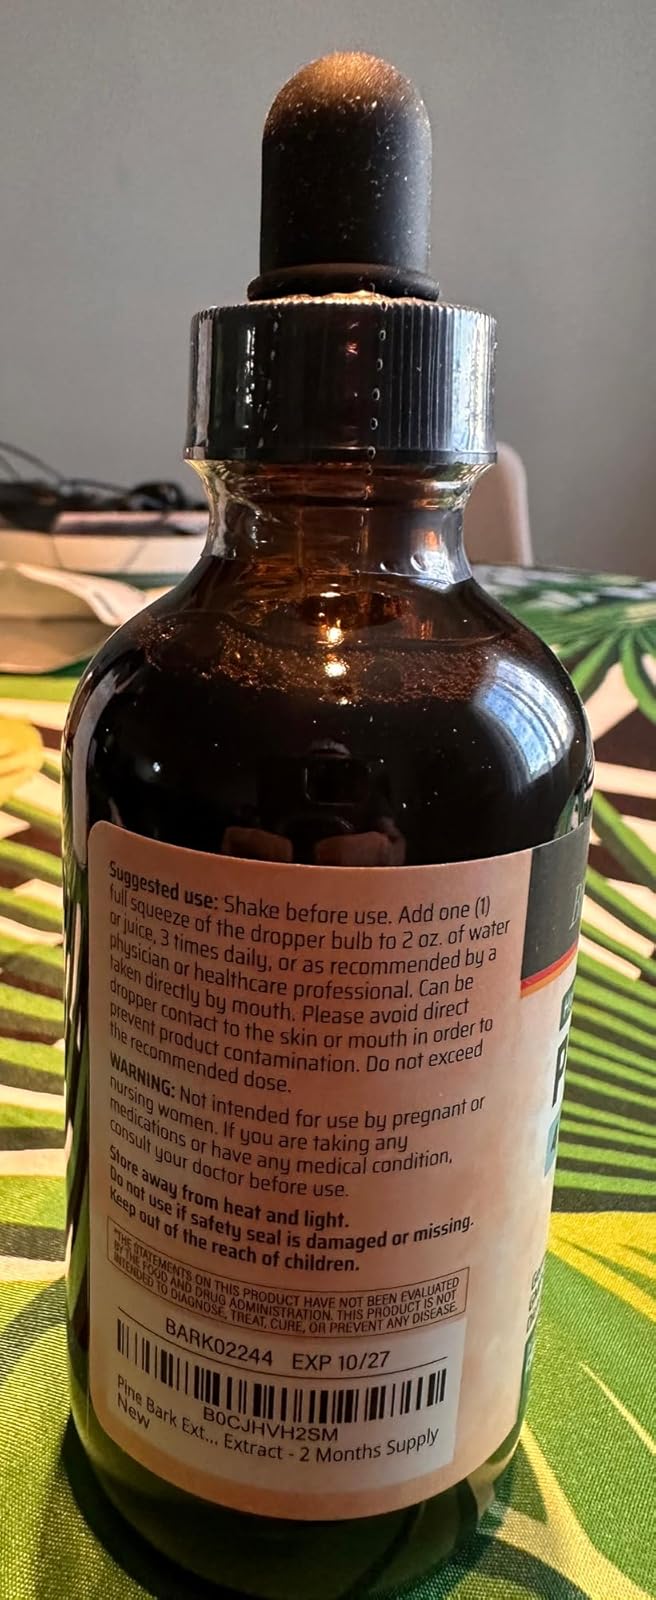 Suggested use: Shake before use. Add one (1)
full squeeze of the dropper bulb to 2 oz. of water
or juice, 3 times daily, or as recommended by a
physician or healthcare professional. Can be
taken directly by mouth. Please avoid direct
dropper contact to the skin or mouth in order to
prevent product contamination. Do not exceed
the recommended dose.
WARNING: Not intended for use by pregnant or
nursing women. If you are taking any
medications or have any medical condition,
consult your doctor before use.
Store away from heat and light.
Do not use if safety seal is damaged or missing.
Keep out of the reach of children.
*THE STATEMENTS ON THIS PRODUCT HAVE NOT BEEN EVALUATED
BY THE FOOD AND DRUG ADMINISTRATION. THIS PRODUCT IS NOT
INTENDED TO DIAGNOSE, TREAT, CURE, OR PREVENT ANY DISEASE.
BARK02244 EXP 10/27
B0CJHVH2SM
Pine Bark Ext... Extract - 2 Months Supply
New